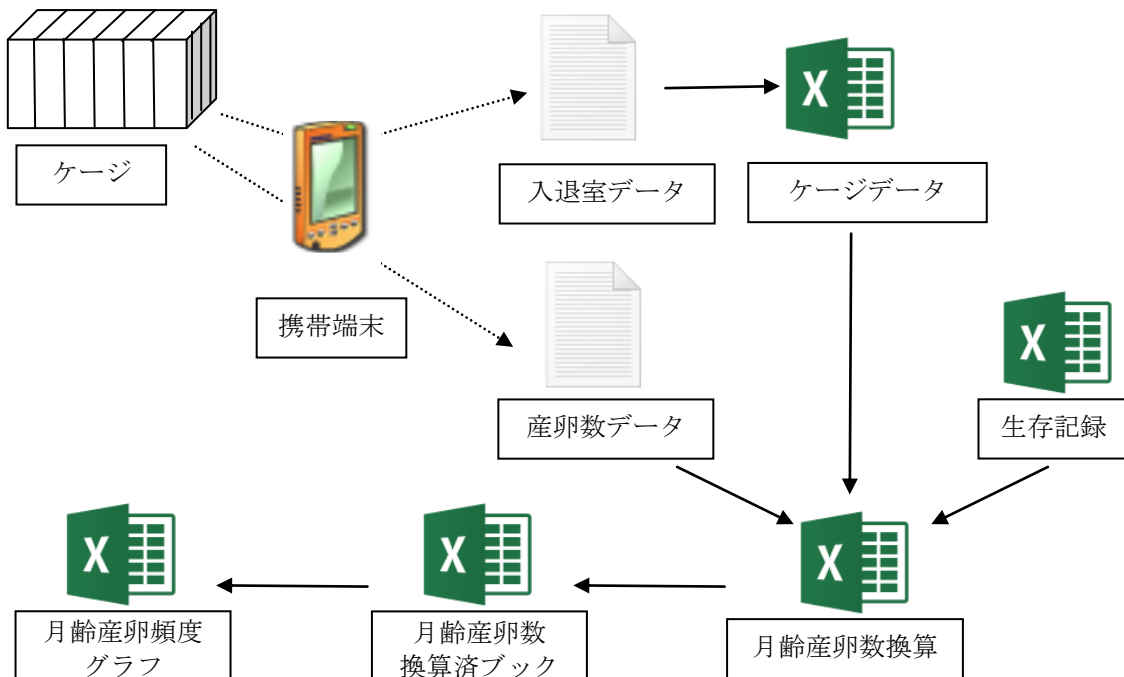 ケージ
入退室データ
ケージデータ
携帯端末
産卵数データ
生存記録
月齢産卵頻度
グラフ
月齢産卵数
換算済ブック
月齢産卵数換算